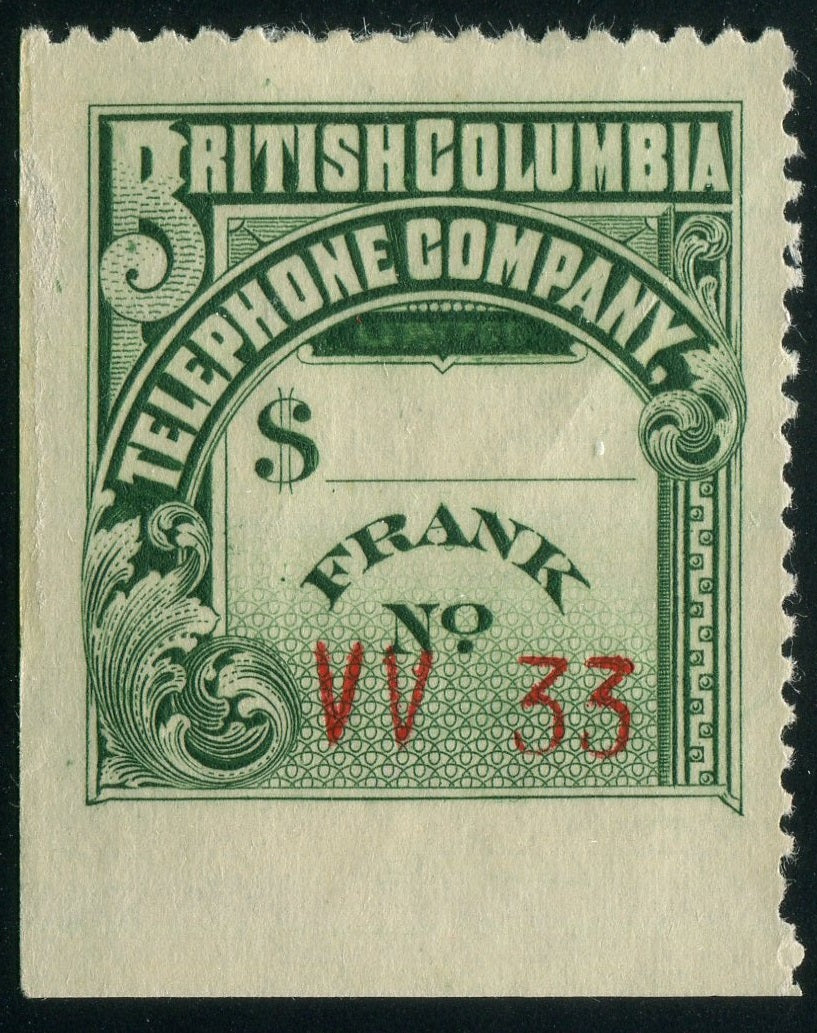 BRITISH COLUMBIA
TELEPHONE COMPANY,
$
FRANK
No
VV 33